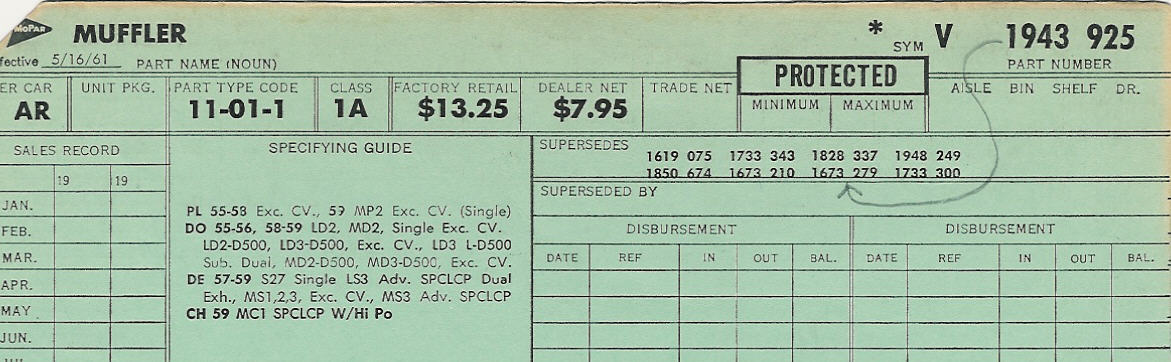 MOPAR MUFFLER * SYM V 1943 925
fective 5/16/61 PART NAME (NOUN) PART NUMBER
ER CAR UNIT PKG. PART TYPE CODE CLASS FACTORY RETAIL DEALER NET TRADE NET PROTECTED AISLE BIN SHELF DR.
AR 11-01-1 1A $13.25 $7.95 MINIMUM MAXIMUM
SALES RECORD SPECIFYING GUIDE SUPERSEDES
1619 075 1733 343 1828 337 1948 249
1850 674 1673 210 1673 279 1733 300
19 19 SUPERSEDED BY
JAN. PL 55-58 Exc. CV., 59 MP2 Exc. CV. (Single)
FEB. DO 55-56, 58-59 LD2, MD2, Single Exc. CV. DISBURSEMENT DISBURSEMENT
LD2-D500, LD3-D500, Exc. CV., LD3 L-D500
MAR. Sub. Dual, MD2-D500, MD3-D500, Exc. CV. DATE REF IN OUT BAL. DATE REF IN OUT BAL.
APR. DE 57-59 S27 Single LS3 Adv. SPCLCP Dual
Exh., MS1,2,3, Exc. CV., MS3 Adv. SPCLCP
MAY CH 59 MC1 SPCLCP W/Hi Po
JUN.